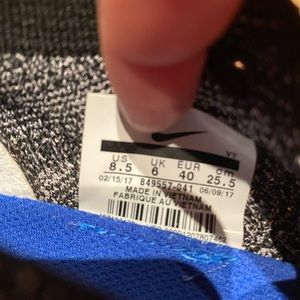 VT
US UK EUR cm
8.5 6 40 25.5
02/15/17 849557-041 06/09/17
MADE IN VIETNAM
FABRIQUE AU VIETNAM